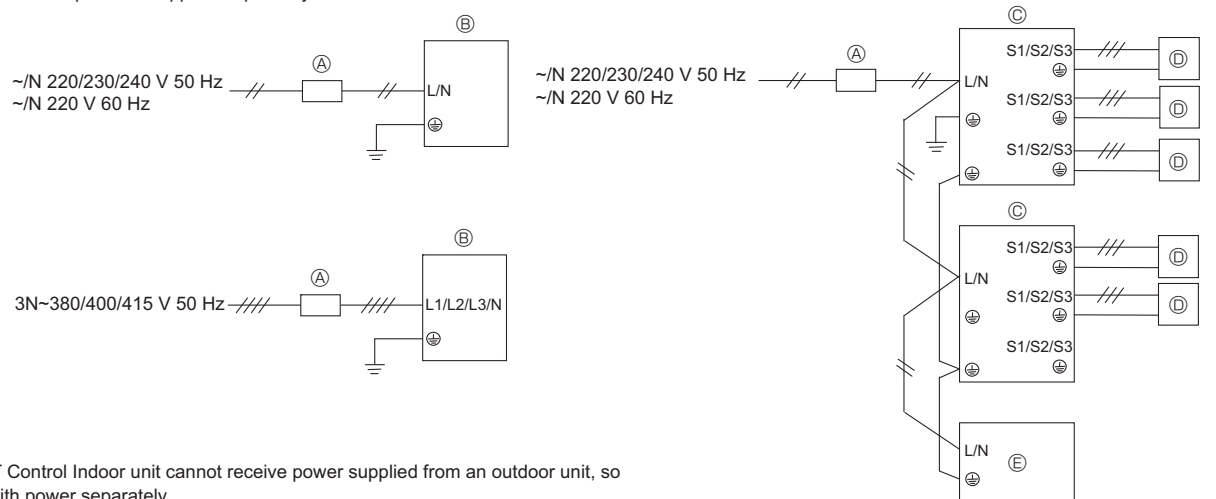 Ⓑ
Ⓐ
~/N 220/230/240 V 50 Hz
~/N 220 V 60 Hz
L/N
Ⓑ
Ⓐ
3N~380/400/415 V 50 Hz
L1/L2/L3/N
Ⓒ
Ⓐ
~/N 220/230/240 V 50 Hz
~/N 220 V 60 Hz
L/N
S1/S2/S3
Ⓓ
S1/S2/S3
Ⓓ
S1/S2/S3
Ⓓ
Ⓒ
L/N
S1/S2/S3
Ⓓ
S1/S2/S3
Ⓓ
S1/S2/S3
L/N
Ⓔ
Control Indoor unit cannot receive power supplied from an outdoor unit, so
with power separately.